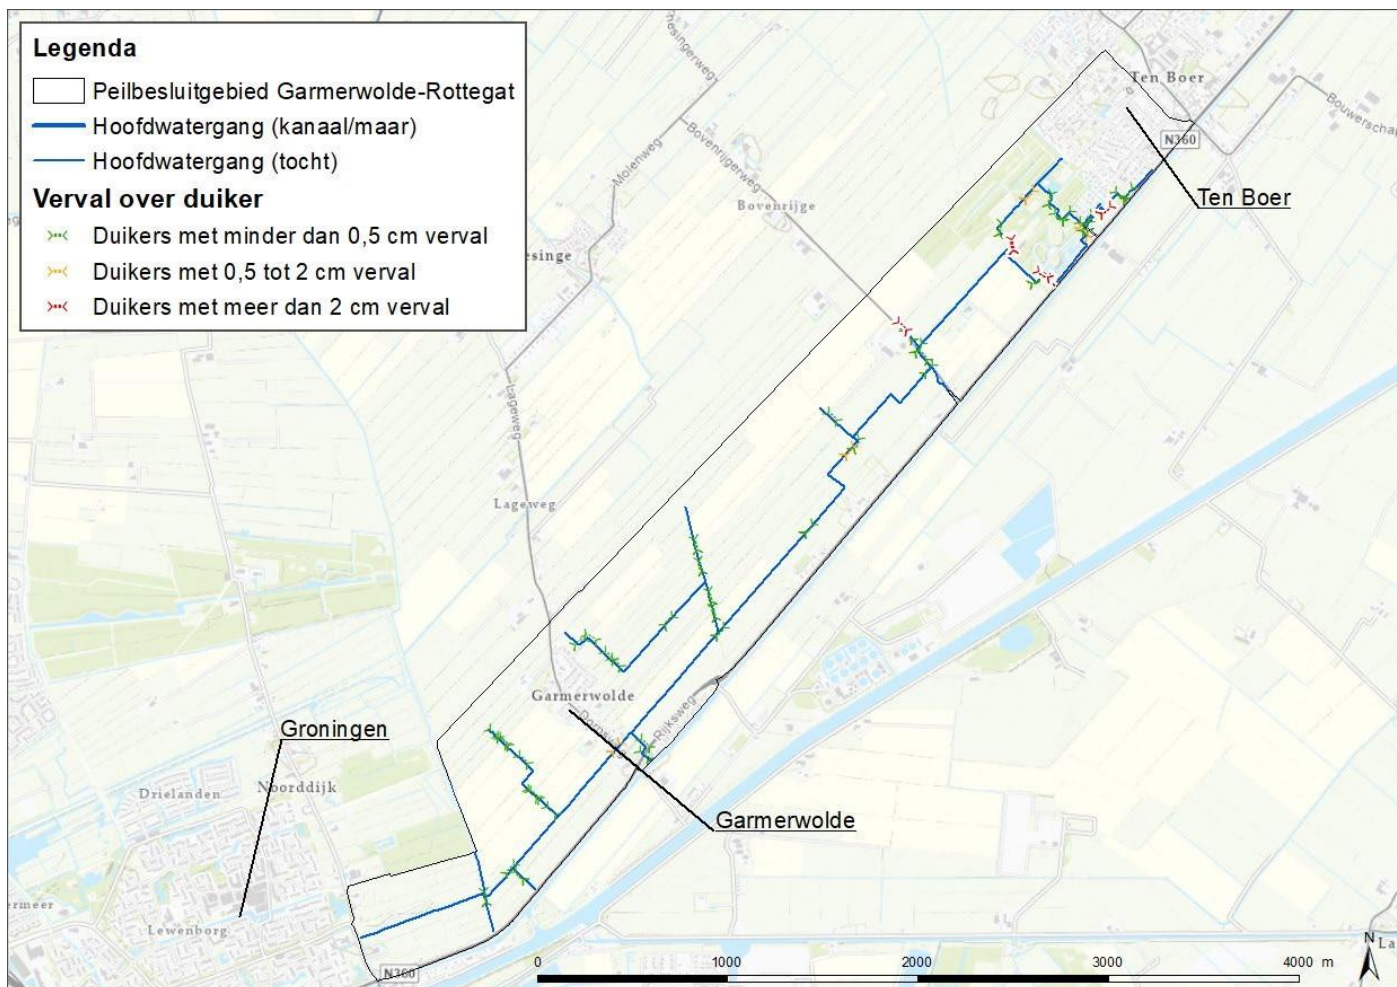 Legenda
Peilbesluitgebied Garmerwolde-Rottegat
Hoofdwatergang (kanaal/maar)
Hoofdwatergang (tocht)
Verval over duiker
Duikers met minder dan 0,5 cm verval
Duikers met 0,5 tot 2 cm verval
Duikers met meer dan 2 cm verval
Ten Boer
N360
Ten Boer
Molenweg
Bovenrijgerweg
Bovenrijge
Lageweg
Lageweg
Garmerwolde
Rijksweg
Garmerwolde
Groningen
Noorddijk
Drielanden
Lewenborg
N360
N
0 1000 2000 3000 4000 m